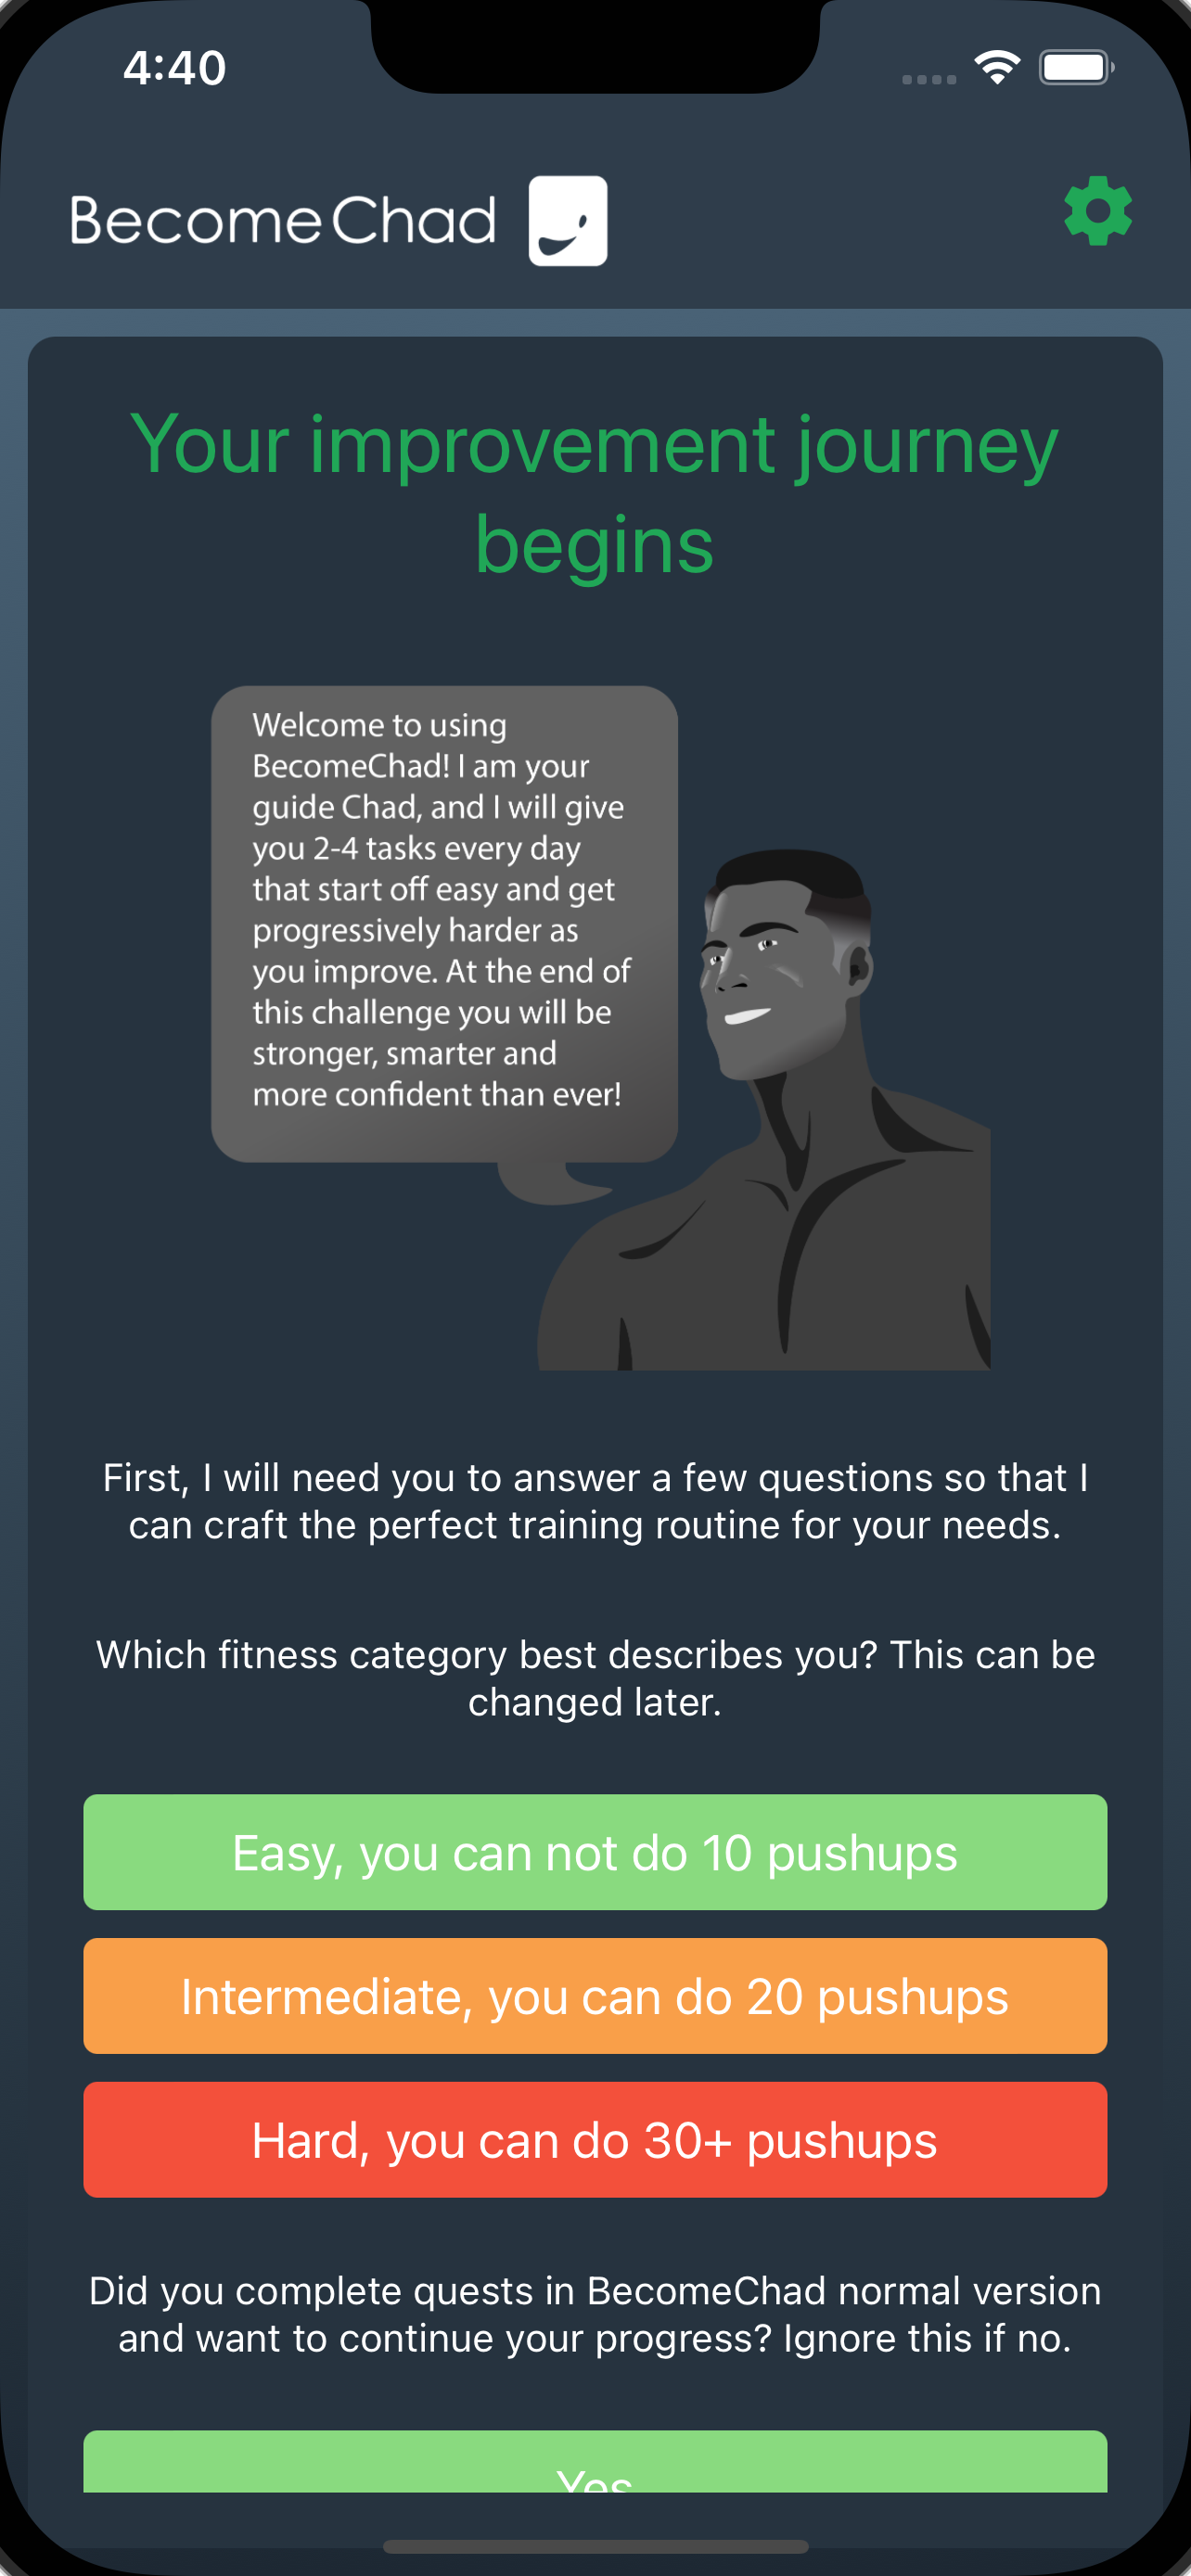 4:40
BecomeChad
Your improvement journey
begins
Welcome to using
BecomeChad! I am your
guide Chad, and I will give
you 2-4 tasks every day
that start off easy and get
progressively harder as
you improve. At the end of
this challenge you will be
stronger, smarter and
more confident than ever!
First, I will need you to answer a few questions so that I
can craft the perfect training routine for your needs.
Which fitness category best describes you? This can be
changed later.
Easy, you can not do 10 pushups
Intermediate, you can do 20 pushups
Hard, you can do 30+ pushups
Did you complete quests in BecomeChad normal version
and want to continue your progress? Ignore this if no.
Yes